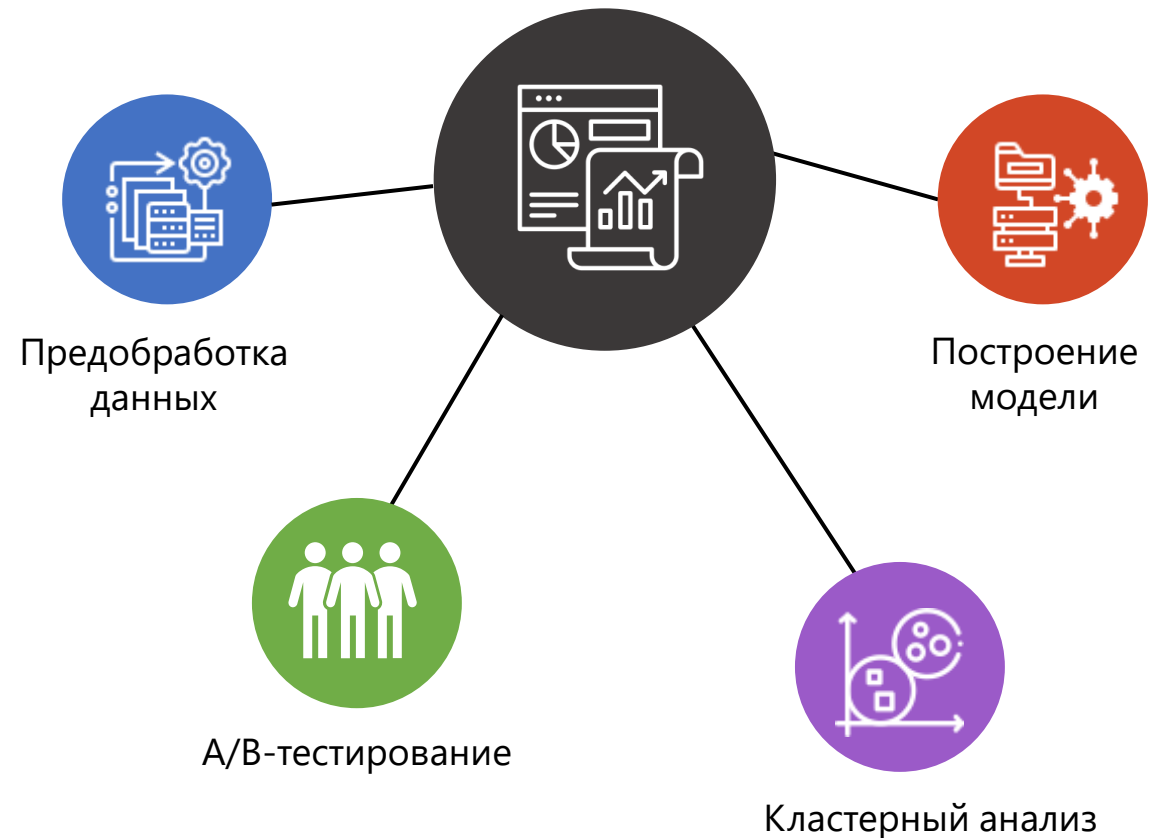 Предобработка
данных
Построение
модели
А/В-тестирование
Кластерный анализ